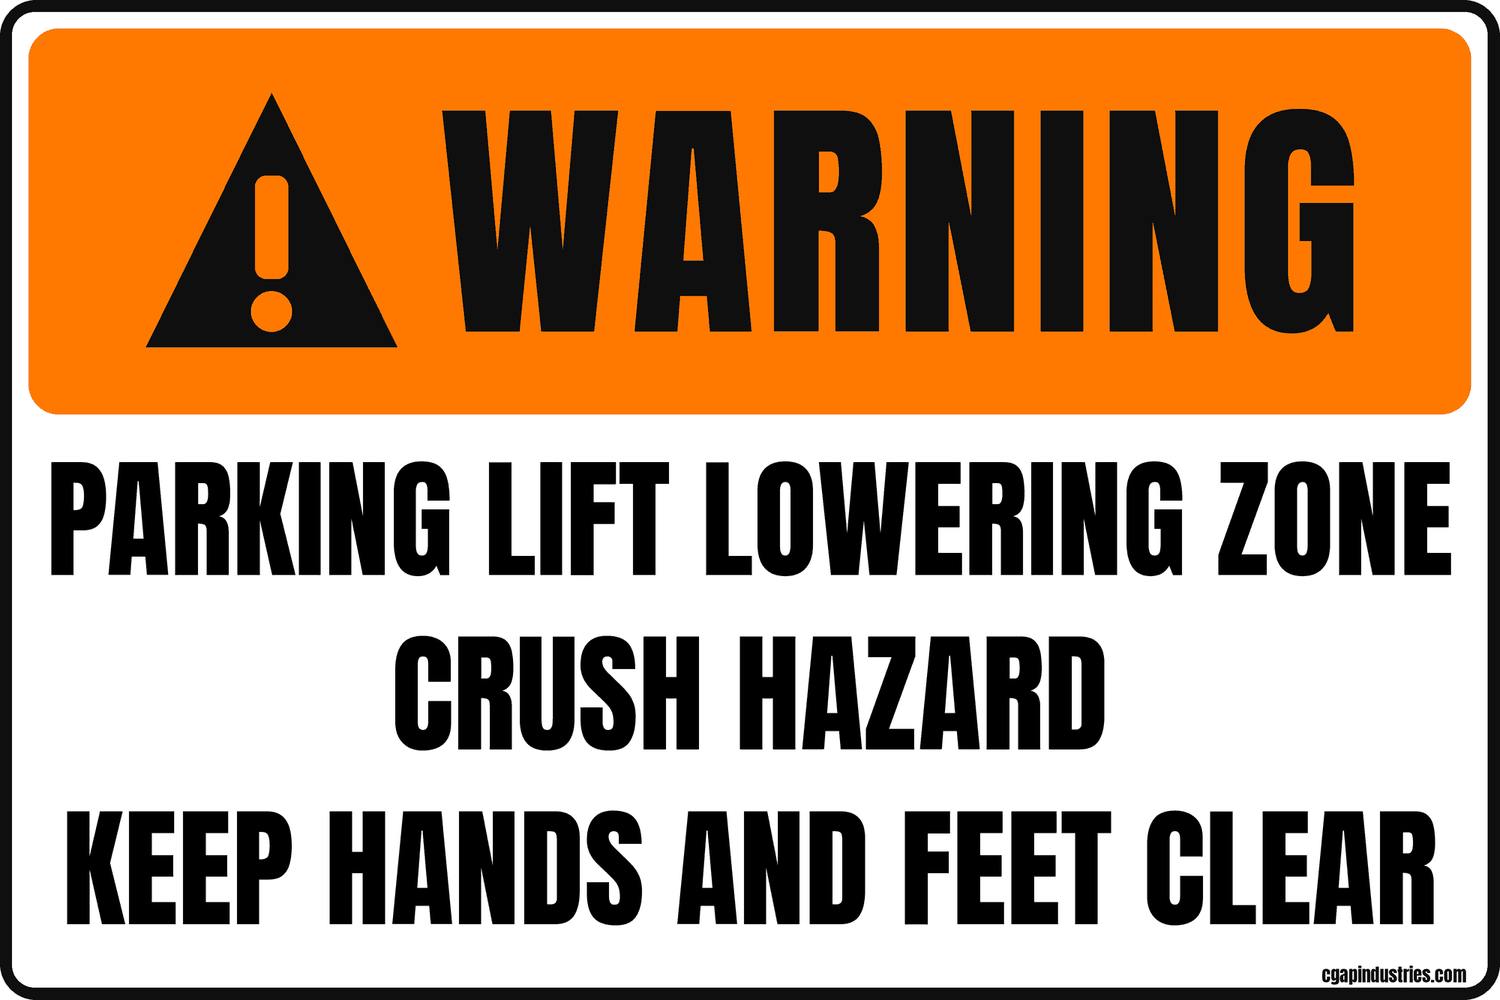 WARNING
PARKING LIFT LOWERING ZONE
CRUSH HAZARD
KEEP HANDS AND FEET CLEAR
cgapindustries.com